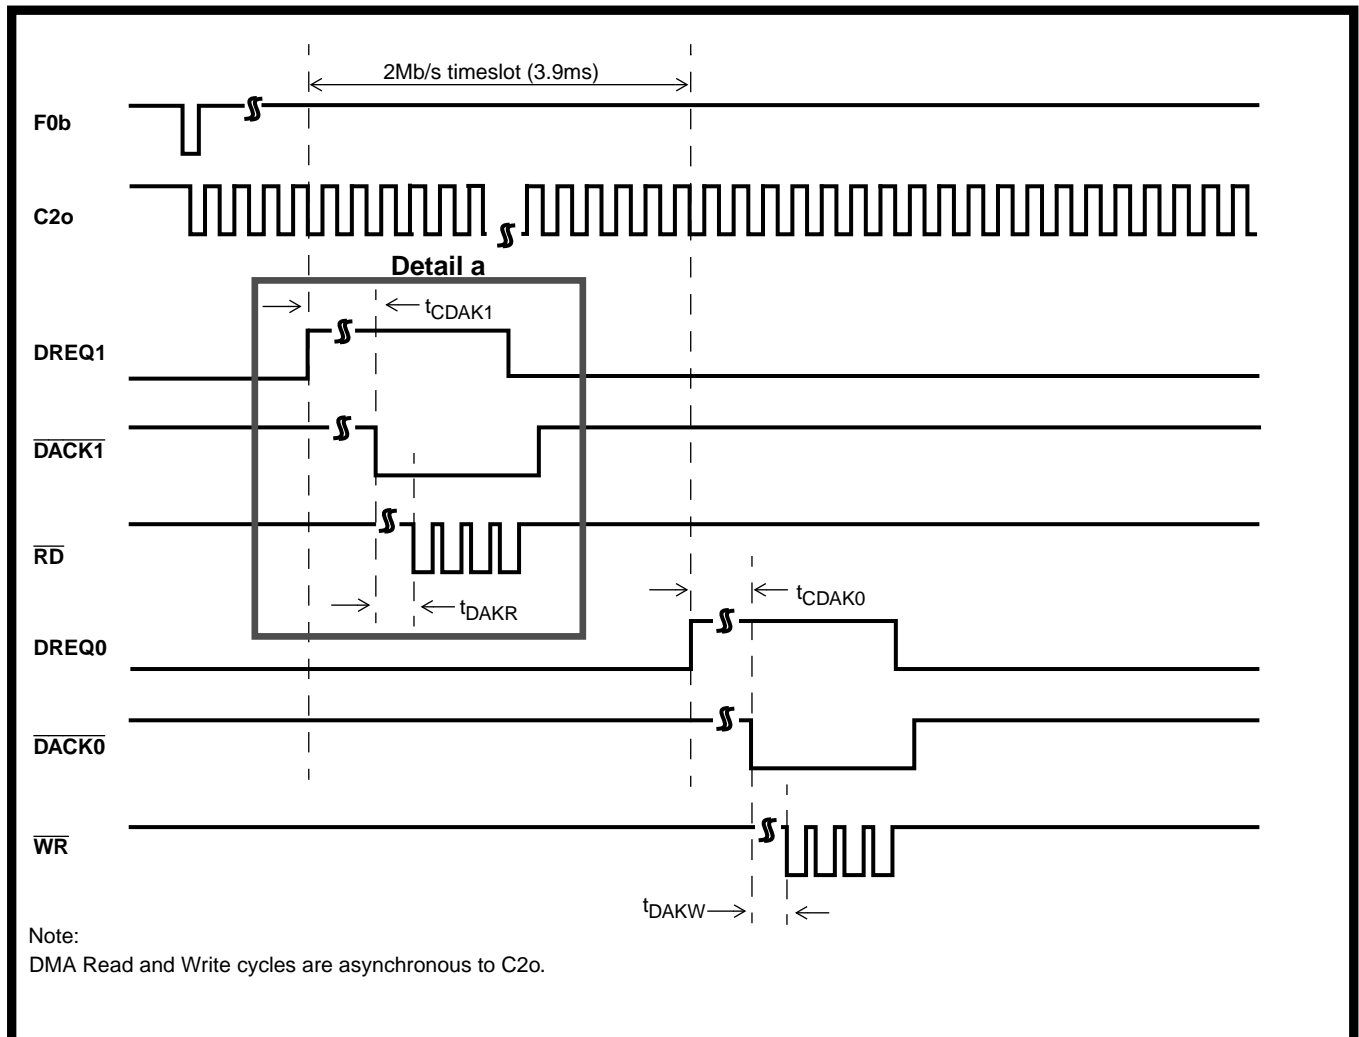 2Mb/s timeslot (3.9ms)
F0b
C2o
Detail a
tCDAK1
DREQ1
DACK1
RD
tDAKR
tCDAK0
DREQ0
DACK0
WR
tDAKW
Note:
DMA Read and Write cycles are asynchronous to C2o.